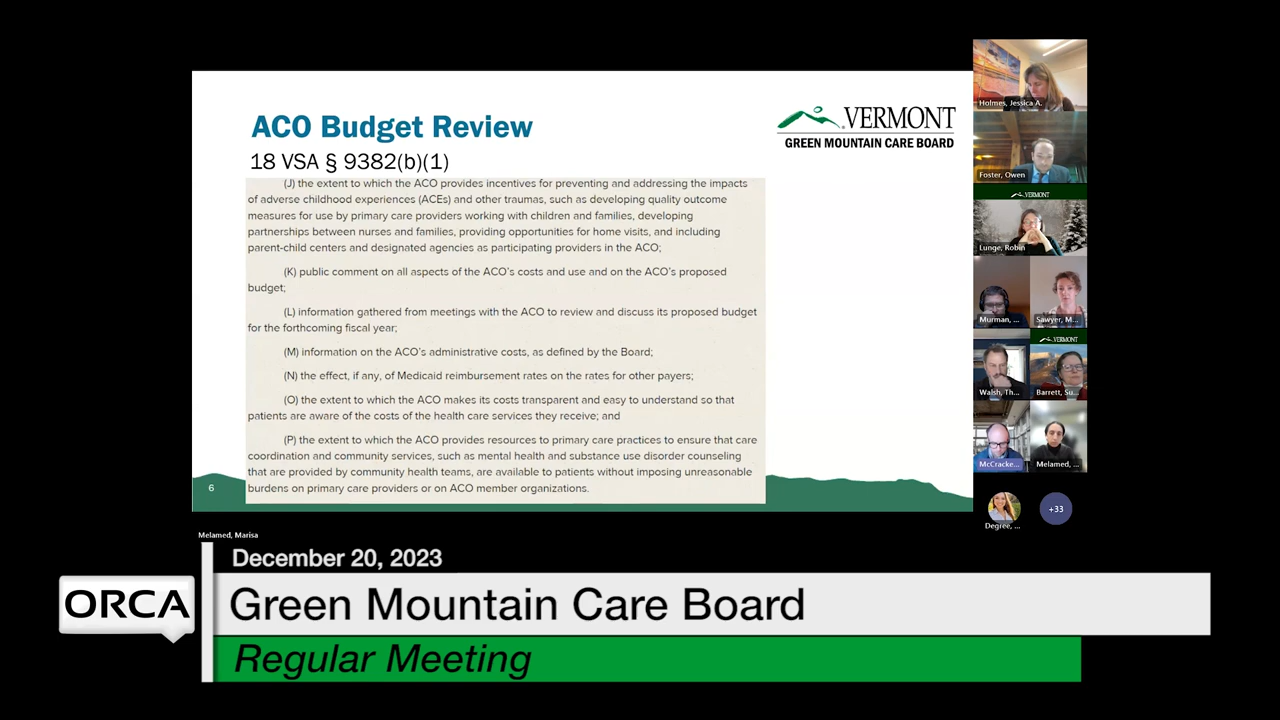 ACO Budget Review
18 VSA § 9382(b)(1)
VERMONT
GREEN MOUNTAIN CARE BOARD
(J) the extent to which the ACO provides incentives for preventing and addressing the impacts
of adverse childhood experiences (ACEs) and other traumas, such as developing quality outcome
measures for use by primary care providers working with children and families, developing
partnerships between nurses and families, providing opportunities for home visits, and including
parent-child centers and designated agencies as participating providers in the ACO;
(K) public comment on all aspects of the ACO's costs and use and on the ACO's proposed
budget;
(L) information gathered from meetings with the ACO to review and discuss its proposed budget
for the forthcoming fiscal year;
(M) information on the ACO's administrative costs, as defined by the Board;
(N) the effect, if any, of Medicaid reimbursement rates on the rates for other payers;
(O) the extent to which the ACO makes its costs transparent and easy to understand so that
patients are aware of the costs of the health care services they receive; and
(P) the extent to which the ACO provides resources to primary care practices to ensure that care
coordination and community services, such as mental health and substance use disorder counseling
that are provided by community health teams, are available to patients without imposing unreasonable
burdens on primary care providers or on ACO member organizations.
6
Holmes, Jessica A.
Foster, Owen
VERMONT
Lunge, Robin
Murman, ...
Sawyer, M...
VERMONT
Walsh, Th...
Barrett, Su...
McCracke...
Melamed, ...
Degree, ...
+33
Melamed, Marisa
December 20, 2023
ORCA
Green Mountain Care Board
Regular Meeting